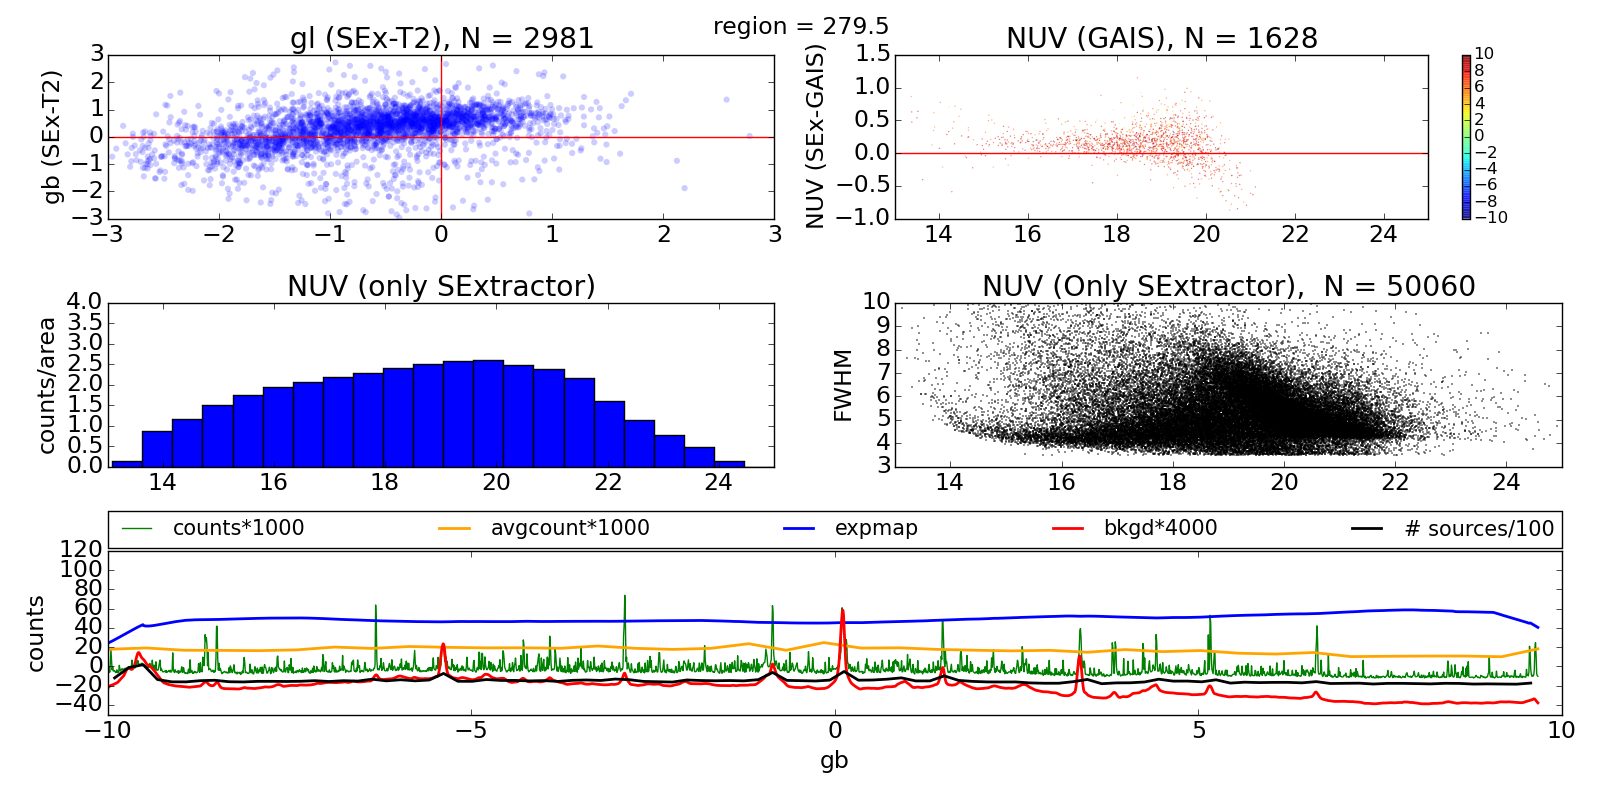 region = 279.5
gl (SEx-T2), N = 2981
NUV (GAIS), N = 1628
gb (SEx-T2)
3
2
1
0
−1
−2
−3
−3 −2 −1 0 1 2 3
NUV (SEx-GAIS)
1.5
1.0
0.5
0.0
−0.5
−1.0
14 16 18 20 22 24
10
8
6
4
2
0
−2
−4
−6
−8
−10
NUV (only SExtractor)
counts/area
4.0
3.5
3.0
2.5
2.0
1.5
1.0
0.5
0.0
14 16 18 20 22 24
NUV (Only SExtractor), N = 50060
FWHM
10
9
8
7
6
5
4
3
14 16 18 20 22 24
counts*1000 avgcount*1000 expmap bkgd*4000 # sources/100
counts
120
100
80
60
40
20
0
−20
−40
−10 −5 0 5 10
gb